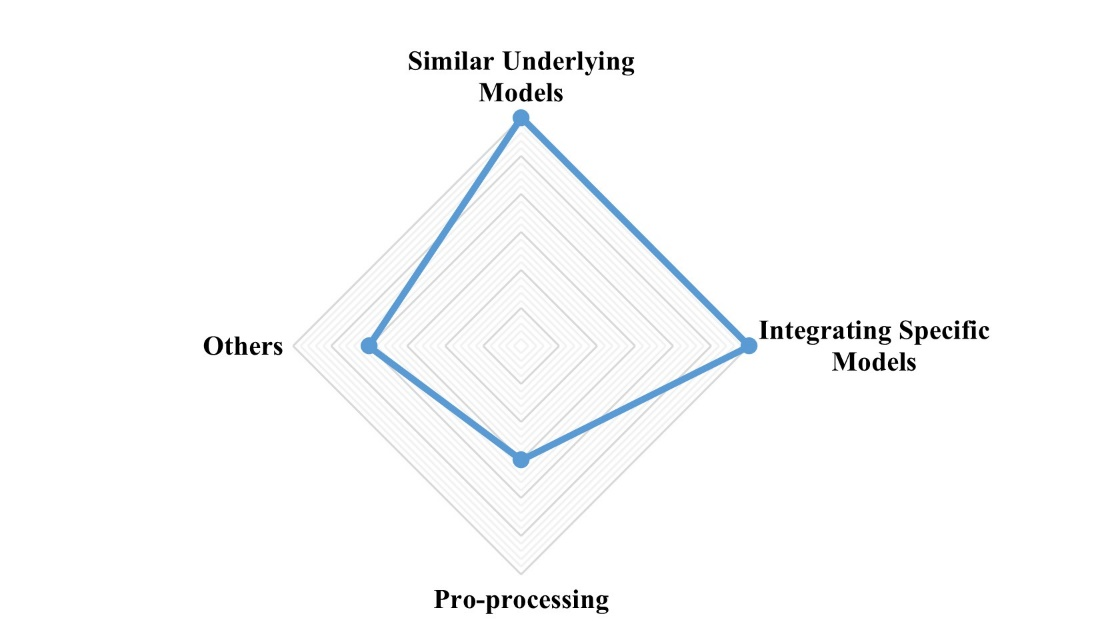 Similar Underlying
Models
Integrating Specific
Models
Others
Pro-processing